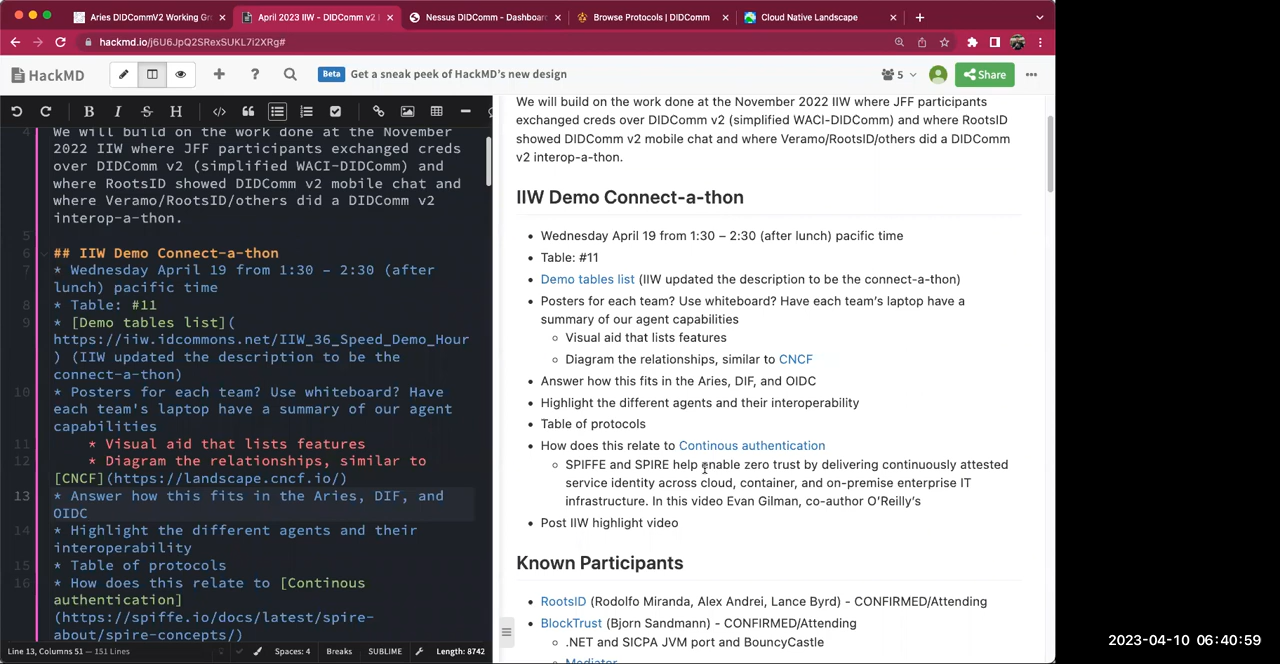 Aries DIDCommV2 Working Gr
April 2023 IIW - DIDComm v2 I
Nessus DIDComm - Dashboar
Browse Protocols | DIDComm
Cloud Native Landscape
hackmd.io/j6U6JpQ2SRexSUKL7i2XRg#
HackMD
Beta Get a sneak peek of HackMD's new design
5
Share
4 We will build on the work done at the November
2022 IIW where JFF participants exchanged creds
over DIDComm v2 (simplified WACI-DIDComm) and
where RootsID showed DIDComm v2 mobile chat and
where Veramo/RootsID/others did a DIDComm v2
interop-a-thon.
5
6 ## IIW Demo Connect-a-thon
7 * Wednesday April 19 from 1:30 – 2:30 (after
lunch) pacific time
8 * Table: #11
9 * [Demo tables list](
https://iiw.idcommons.net/IIW_36_Speed_Demo_Hour
) (IIW updated the description to be the
connect-a-thon)
10 * Posters for each team? Use whiteboard? Have
each team's laptop have a summary of our agent
capabilities
11 * Visual aid that lists features
12 * Diagram the relationships, similar to
[CNCF](https://landscape.cncf.io/)
13 * Answer how this fits in the Aries, DIF, and
OIDC
14 * Highlight the different agents and their
interoperability
15 * Table of protocols
16 * How does this relate to [Continous
authentication]
(https://spiffe.io/docs/latest/spire-
about/spire-concepts/)
Line 13, Columns 51 — 151 Lines
Spaces: 4
Breaks
SUBLIME
Length: 8742
We will build on the work done at the November 2022 IIW where JFF participants
exchanged creds over DIDComm v2 (simplified WACI-DIDComm) and where RootsID
showed DIDComm v2 mobile chat and where Veramo/RootsID/others did a DIDComm
v2 interop-a-thon.
IIW Demo Connect-a-thon
• Wednesday April 19 from 1:30 – 2:30 (after lunch) pacific time
• Table: #11
• Demo tables list (IIW updated the description to be the connect-a-thon)
• Posters for each team? Use whiteboard? Have each team's laptop have a
summary of our agent capabilities
◦ Visual aid that lists features
◦ Diagram the relationships, similar to CNCF
• Answer how this fits in the Aries, DIF, and OIDC
• Highlight the different agents and their interoperability
• Table of protocols
• How does this relate to Continous authentication
◦ SPIFFE and SPIRE help enable zero trust by delivering continuously attested
service identity across cloud, container, and on-premise enterprise IT
infrastructure. In this video Evan Gilman, co-author O'Reilly's
• Post IIW highlight video
Known Participants
• RootsID (Rodolfo Miranda, Alex Andrei, Lance Byrd) - CONFIRMED/Attending
• BlockTrust (Bjorn Sandmann) - CONFIRMED/Attending
◦ .NET and SICPA JVM port and BouncyCastle
◦ Mediator
2023-04-10 06:40:59